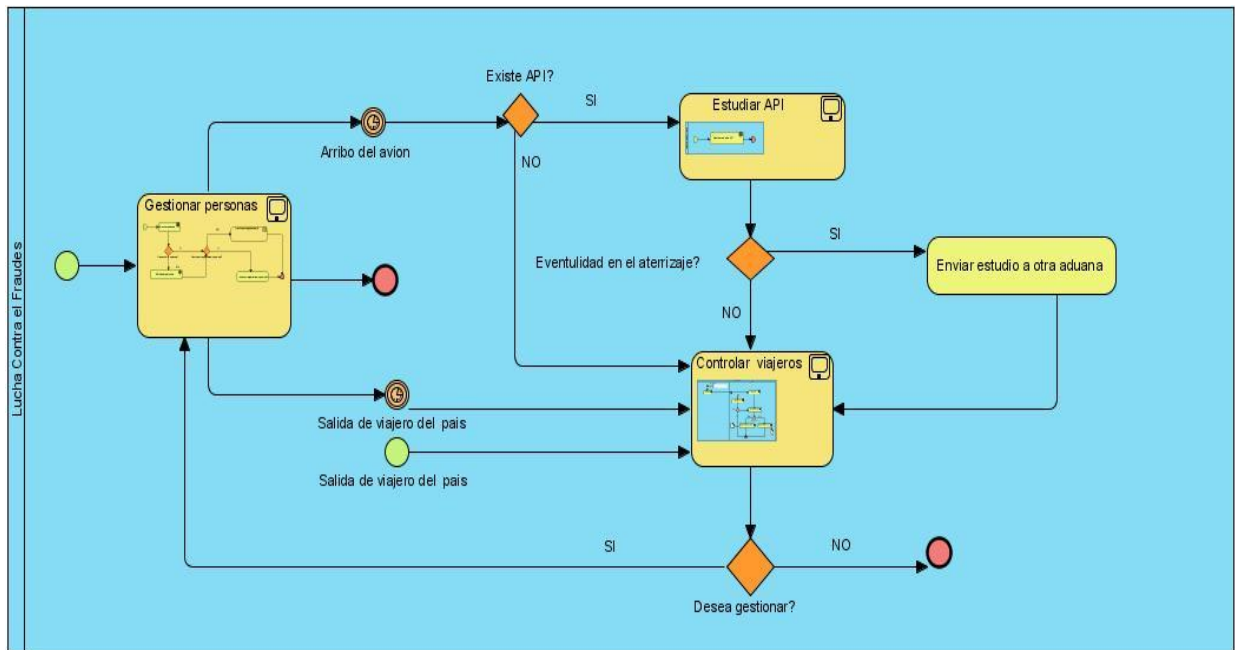 Lucha Contra el Fraudes
Existe API?
SI
Estudiar API
Arribo del avion
NO
Gestionar personas
SI
Eventulidad en el aterrizaje?
Enviar estudio a otra aduana
NO
Controlar viajeros
Salida de viajero del pais
Salida de viajero del pais
SI
NO
Desea gestionar?